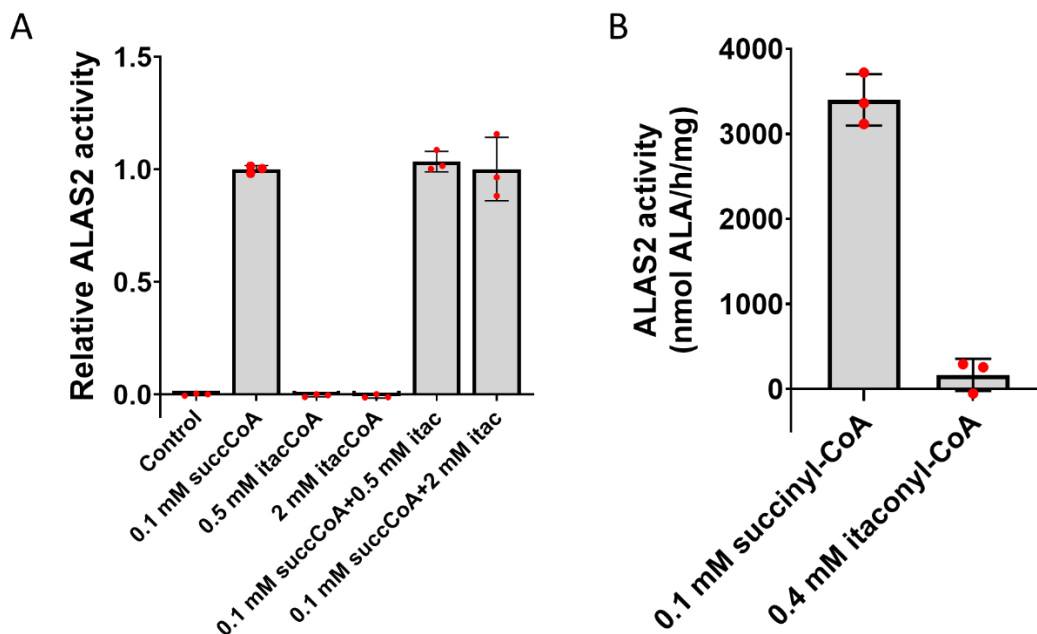 A
Relative ALAS2 activity
1.5
1.0
0.5
0.0
Control
0.1 mM succCoA
0.5 mM itacCoA
2 mM itacCoA
0.1 mM succCoA+0.5 mM itac
0.1 mM succCoA+2 mM itac
B
ALAS2 activity
(nmol ALA/h/mg)
4000
3000
2000
1000
0
0.1 mM succinyl-CoA
0.4 mM itaconyl-CoA